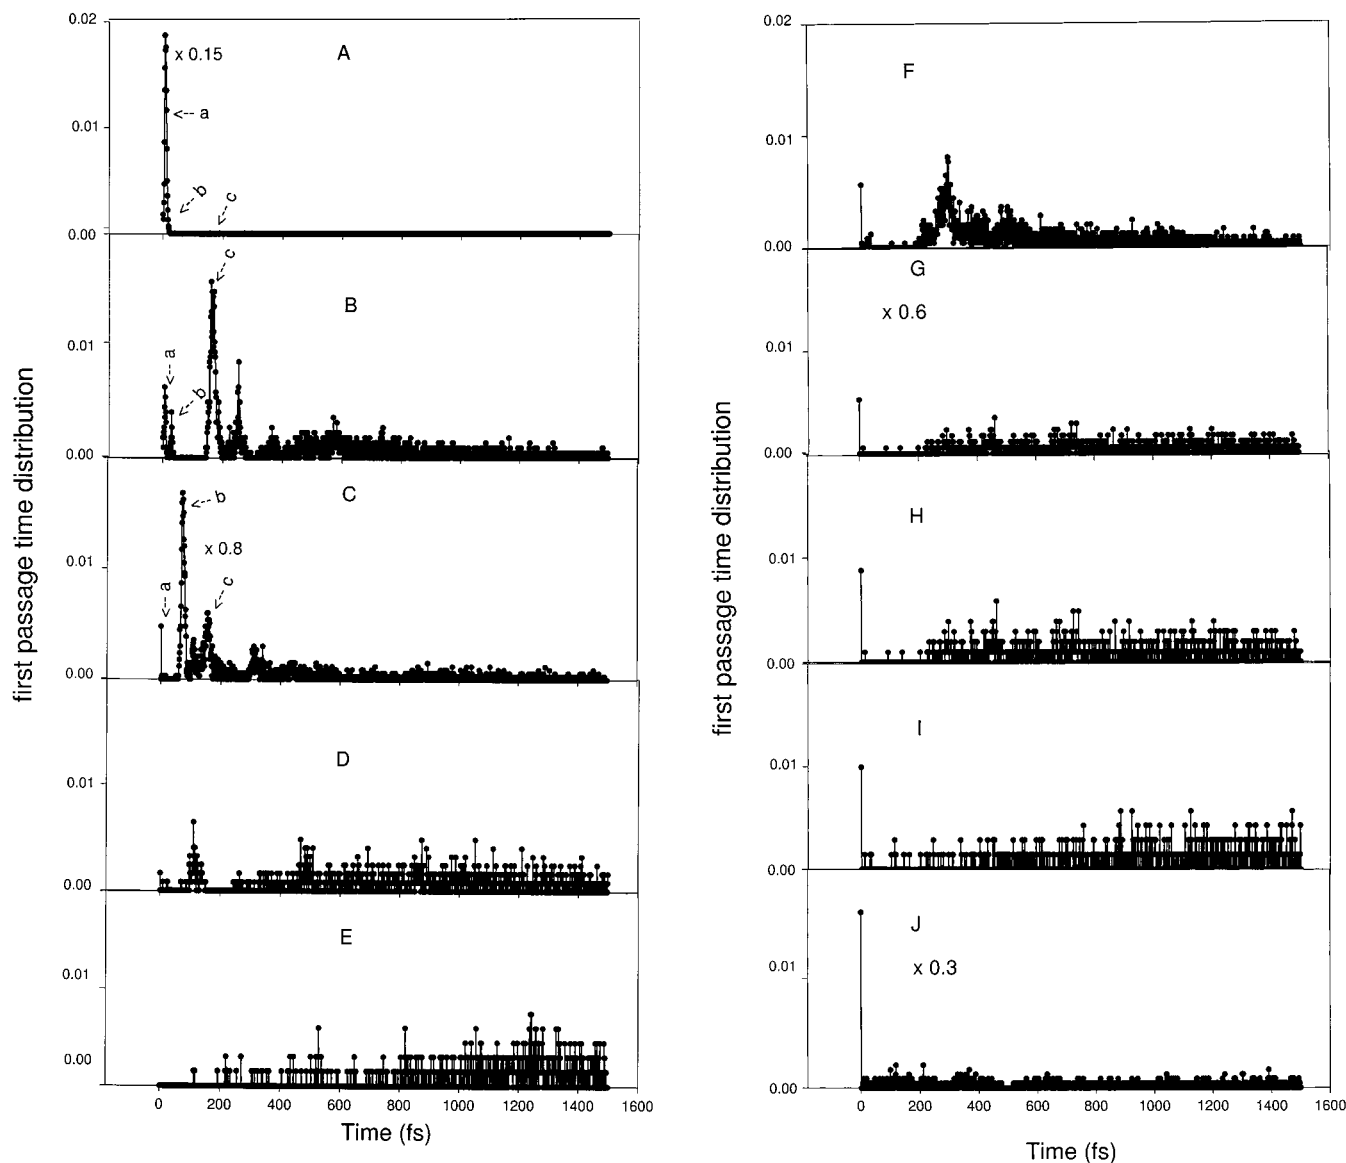 0.02
x 0.15
A
<-- a
0.01
<-- b
<-- c
0.00
<-- c
B
0.01
<-- a
<-- b
0.00
C
<-- b
x 0.8
0.01
<-- a
<-- c
0.00
D
0.01
0.00
E
0.01
0.00
0 200 400 600 800 1000 1200 1400 1600
Time (fs)
first passage time distribution
0.02
F
0.01
0.00
G
x 0.6
0.01
0.00
H
0.01
0.00
I
0.01
0.00
J
x 0.3
0.01
0.00
0 200 400 600 800 1000 1200 1400 1600
Time (fs)
first passage time distribution